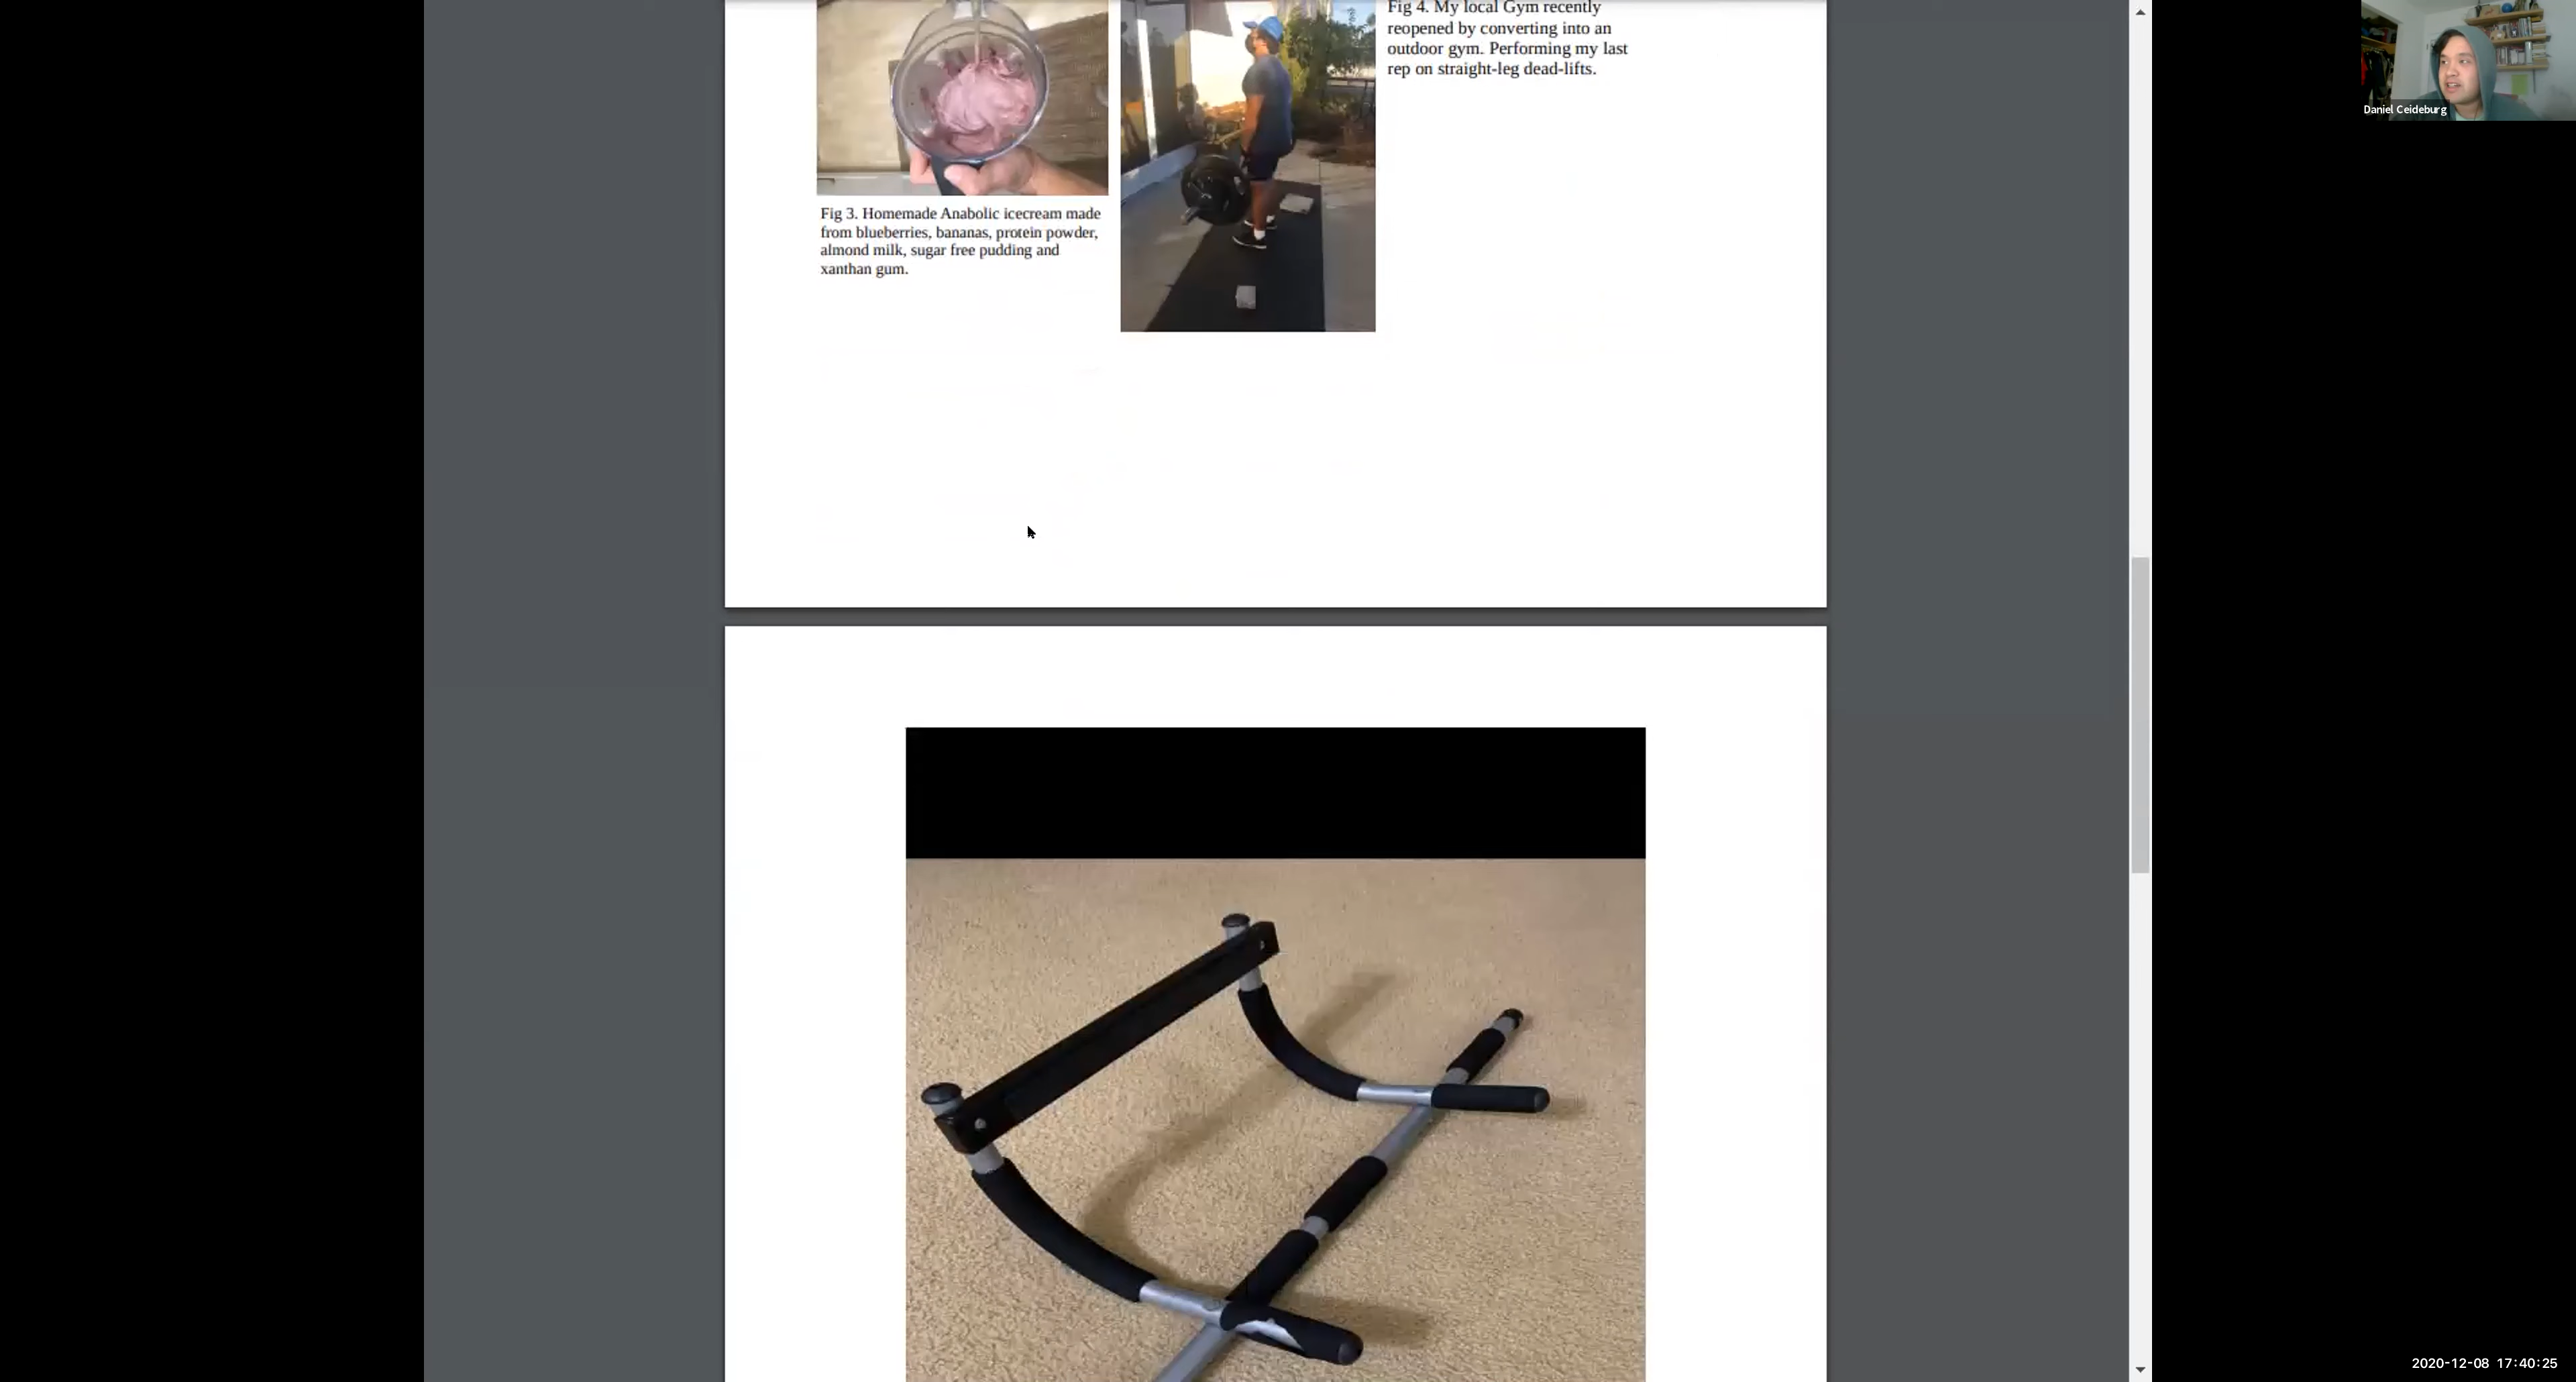 Fig 4. My local Gym recently
reopened by converting into an
outdoor gym. Performing my last
rep on straight-leg dead-lifts.
Fig 3. Homemade Anabolic icecream made
from blueberries, bananas, protein powder,
almond milk, sugar free pudding and
xanthan gum.
Daniel Ceideburg
2020-12-08 17:40:25